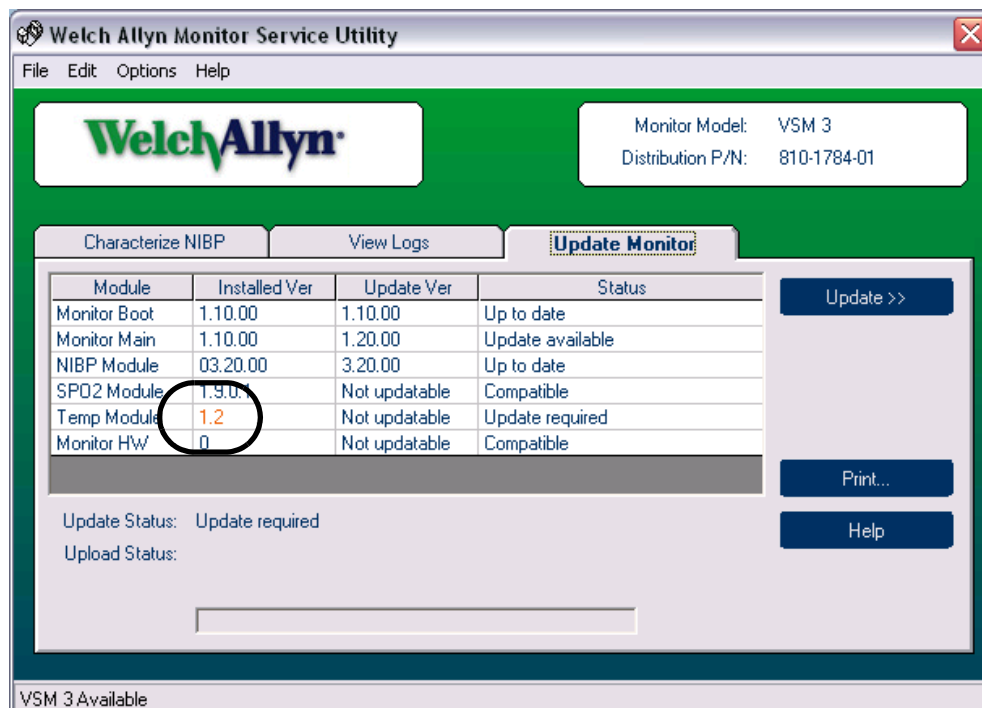 Welch Allyn Monitor Service Utility
File Edit Options Help
WelchAllyn
Monitor Model: VSM 3
Distribution P/N: 810-1784-01
Characterize NIBP View Logs Update Monitor
Module Installed Ver Update Ver Status
Monitor Boot 1.10.00 1.10.00 Up to date
Monitor Main 1.10.00 1.20.00 Update available
NIBP Module 03.20.00 3.20.00 Up to date
SPO2 Module 1.9.0.1 Not updatable Compatible
Temp Module 1.2 Not updatable Update required
Monitor HW 0 Not updatable Compatible
Update >>
Print...
Help
Update Status: Update required
Upload Status:
VSM 3 Available